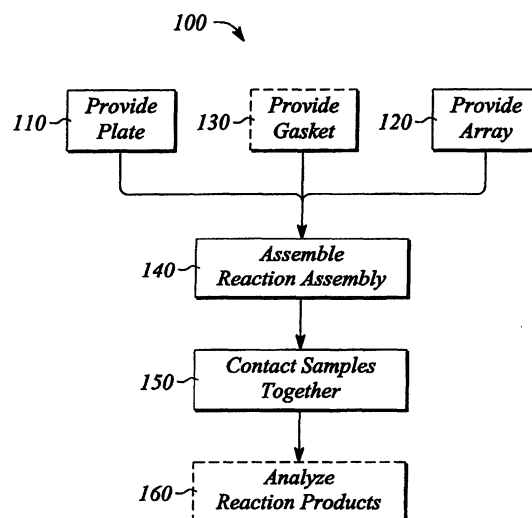 100
110
Provide
Plate
130
Provide
Gasket
120
Provide
Array
140
Assemble
Reaction Assembly
150
Contact Samples
Together
160
Analyze
Reaction Products